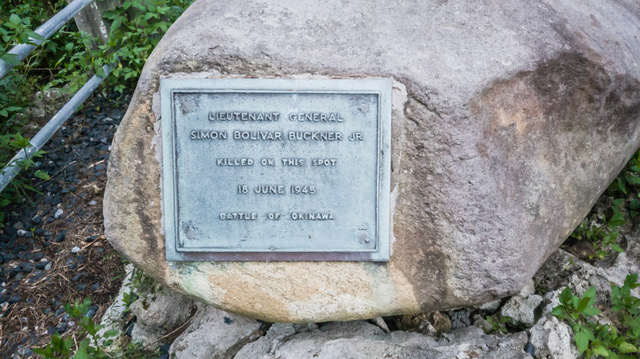 LIEUTENANT GENERAL
SIMON BOLIVAR BUCKNER JR
KILLED ON THIS SPOT
18 JUNE 1945
BATTLE OF OKINAWA